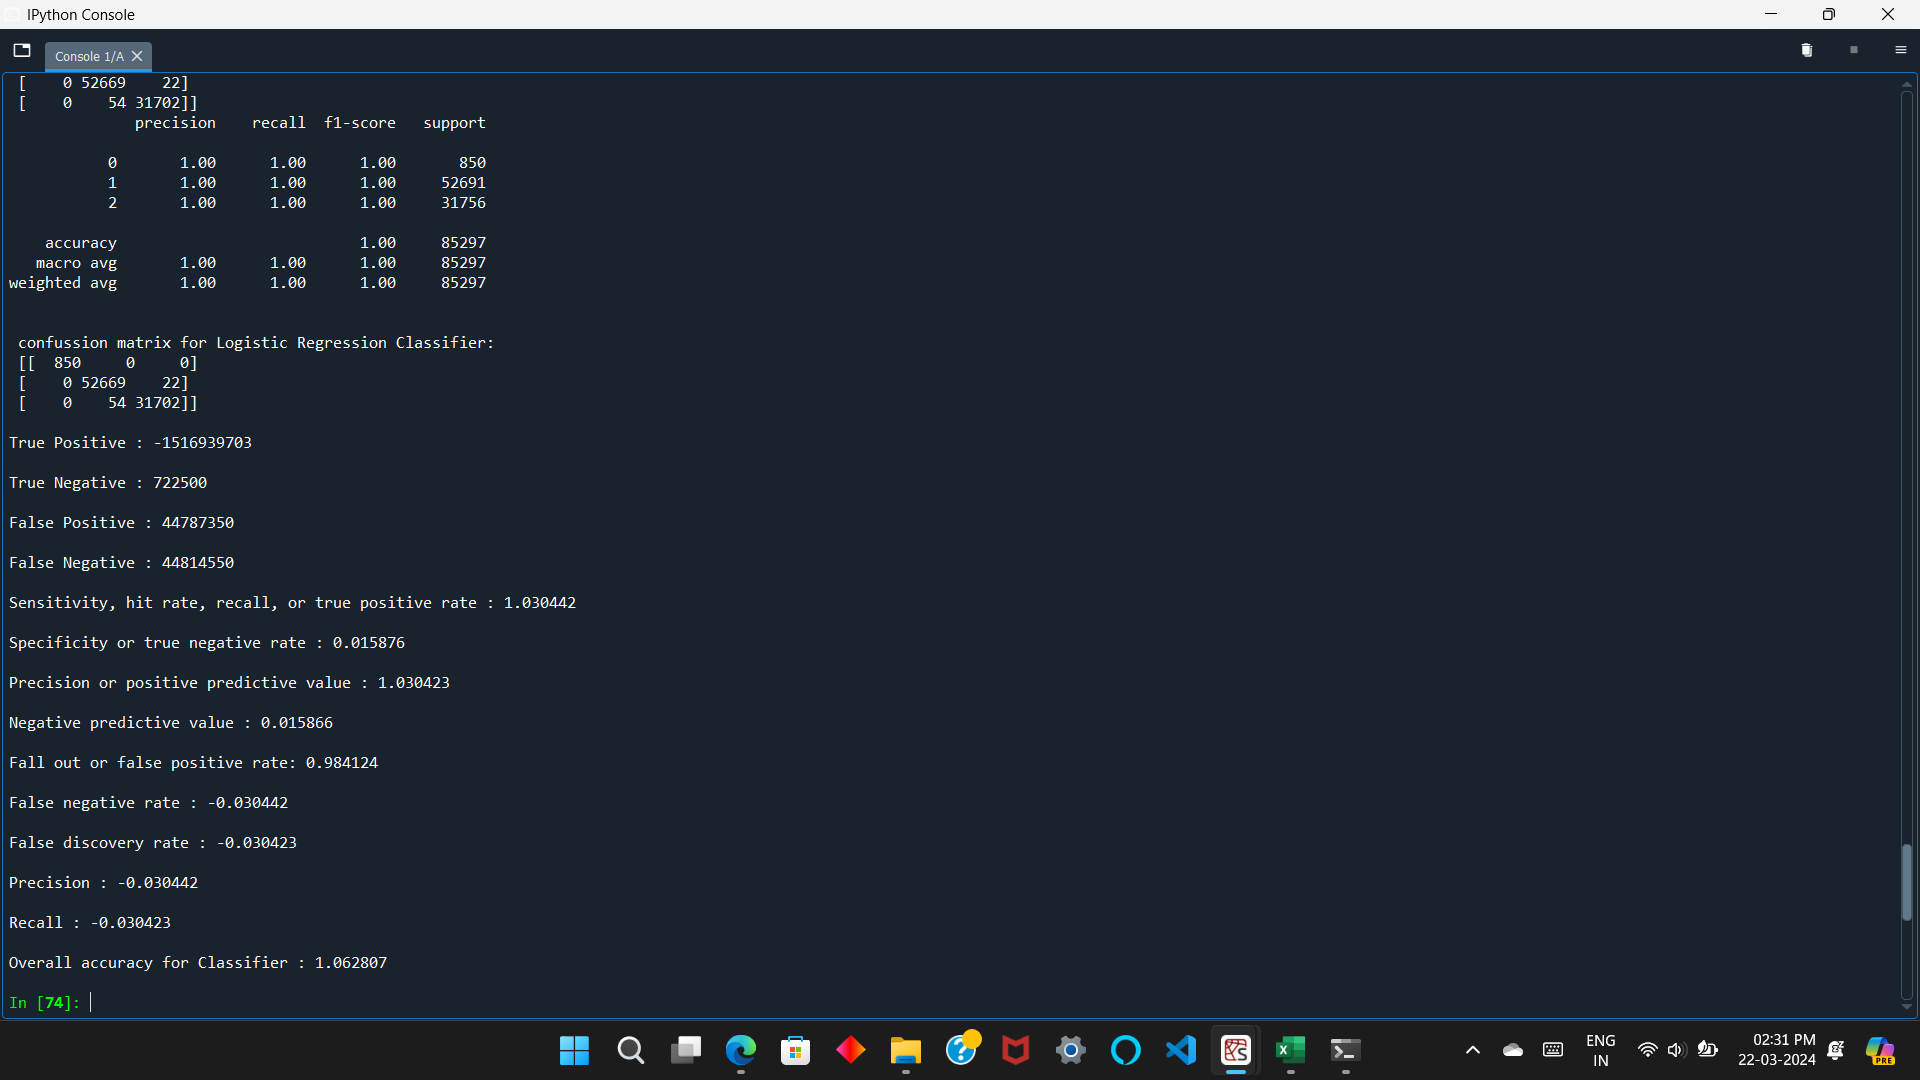 IPython Console
Console 1/A
[    0 52669    22]
[    0    54 31702]]
              precision    recall  f1-score   support
           0       1.00      1.00      1.00       850
           1       1.00      1.00      1.00     52691
           2       1.00      1.00      1.00     31756
    accuracy                           1.00     85297
   macro avg       1.00      1.00      1.00     85297
weighted avg       1.00      1.00      1.00     85297
confussion matrix for Logistic Regression Classifier:
[[  850     0     0]
[    0 52669    22]
[    0    54 31702]]
True Positive : -1516939703
True Negative : 722500
False Positive : 44787350
False Negative : 44814550
Sensitivity, hit rate, recall, or true positive rate : 1.030442
Specificity or true negative rate : 0.015876
Precision or positive predictive value : 1.030423
Negative predictive value : 0.015866
Fall out or false positive rate: 0.984124
False negative rate : -0.030442
False discovery rate : -0.030423
Precision : -0.030442
Recall : -0.030423
Overall accuracy for Classifier : 1.062807
In [74]:
ENG
IN
02:31 PM
22-03-2024
PRE